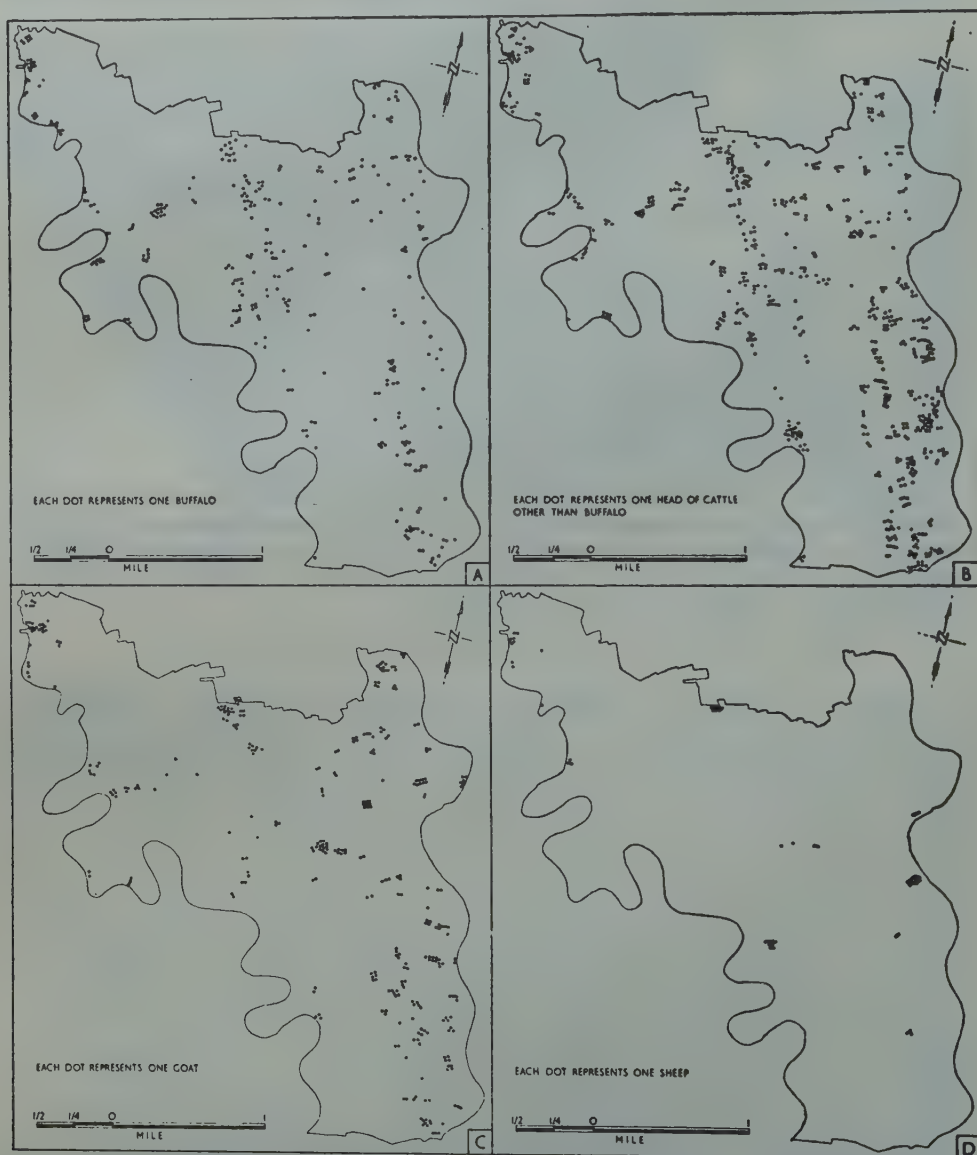 N
EACH DOT REPRESENTS ONE BUFFALO
1/2 1/4 0 1
MILE
A
N
EACH DOT REPRESENTS ONE HEAD OF CATTLE
OTHER THAN BUFFALO
1/2 1/4 0 1
MILE
B
N
EACH DOT REPRESENTS ONE GOAT
1/2 1/4 0 1
MILE
C
N
EACH DOT REPRESENTS ONE SHEEP
1/2 1/4 0 1
MILE
D